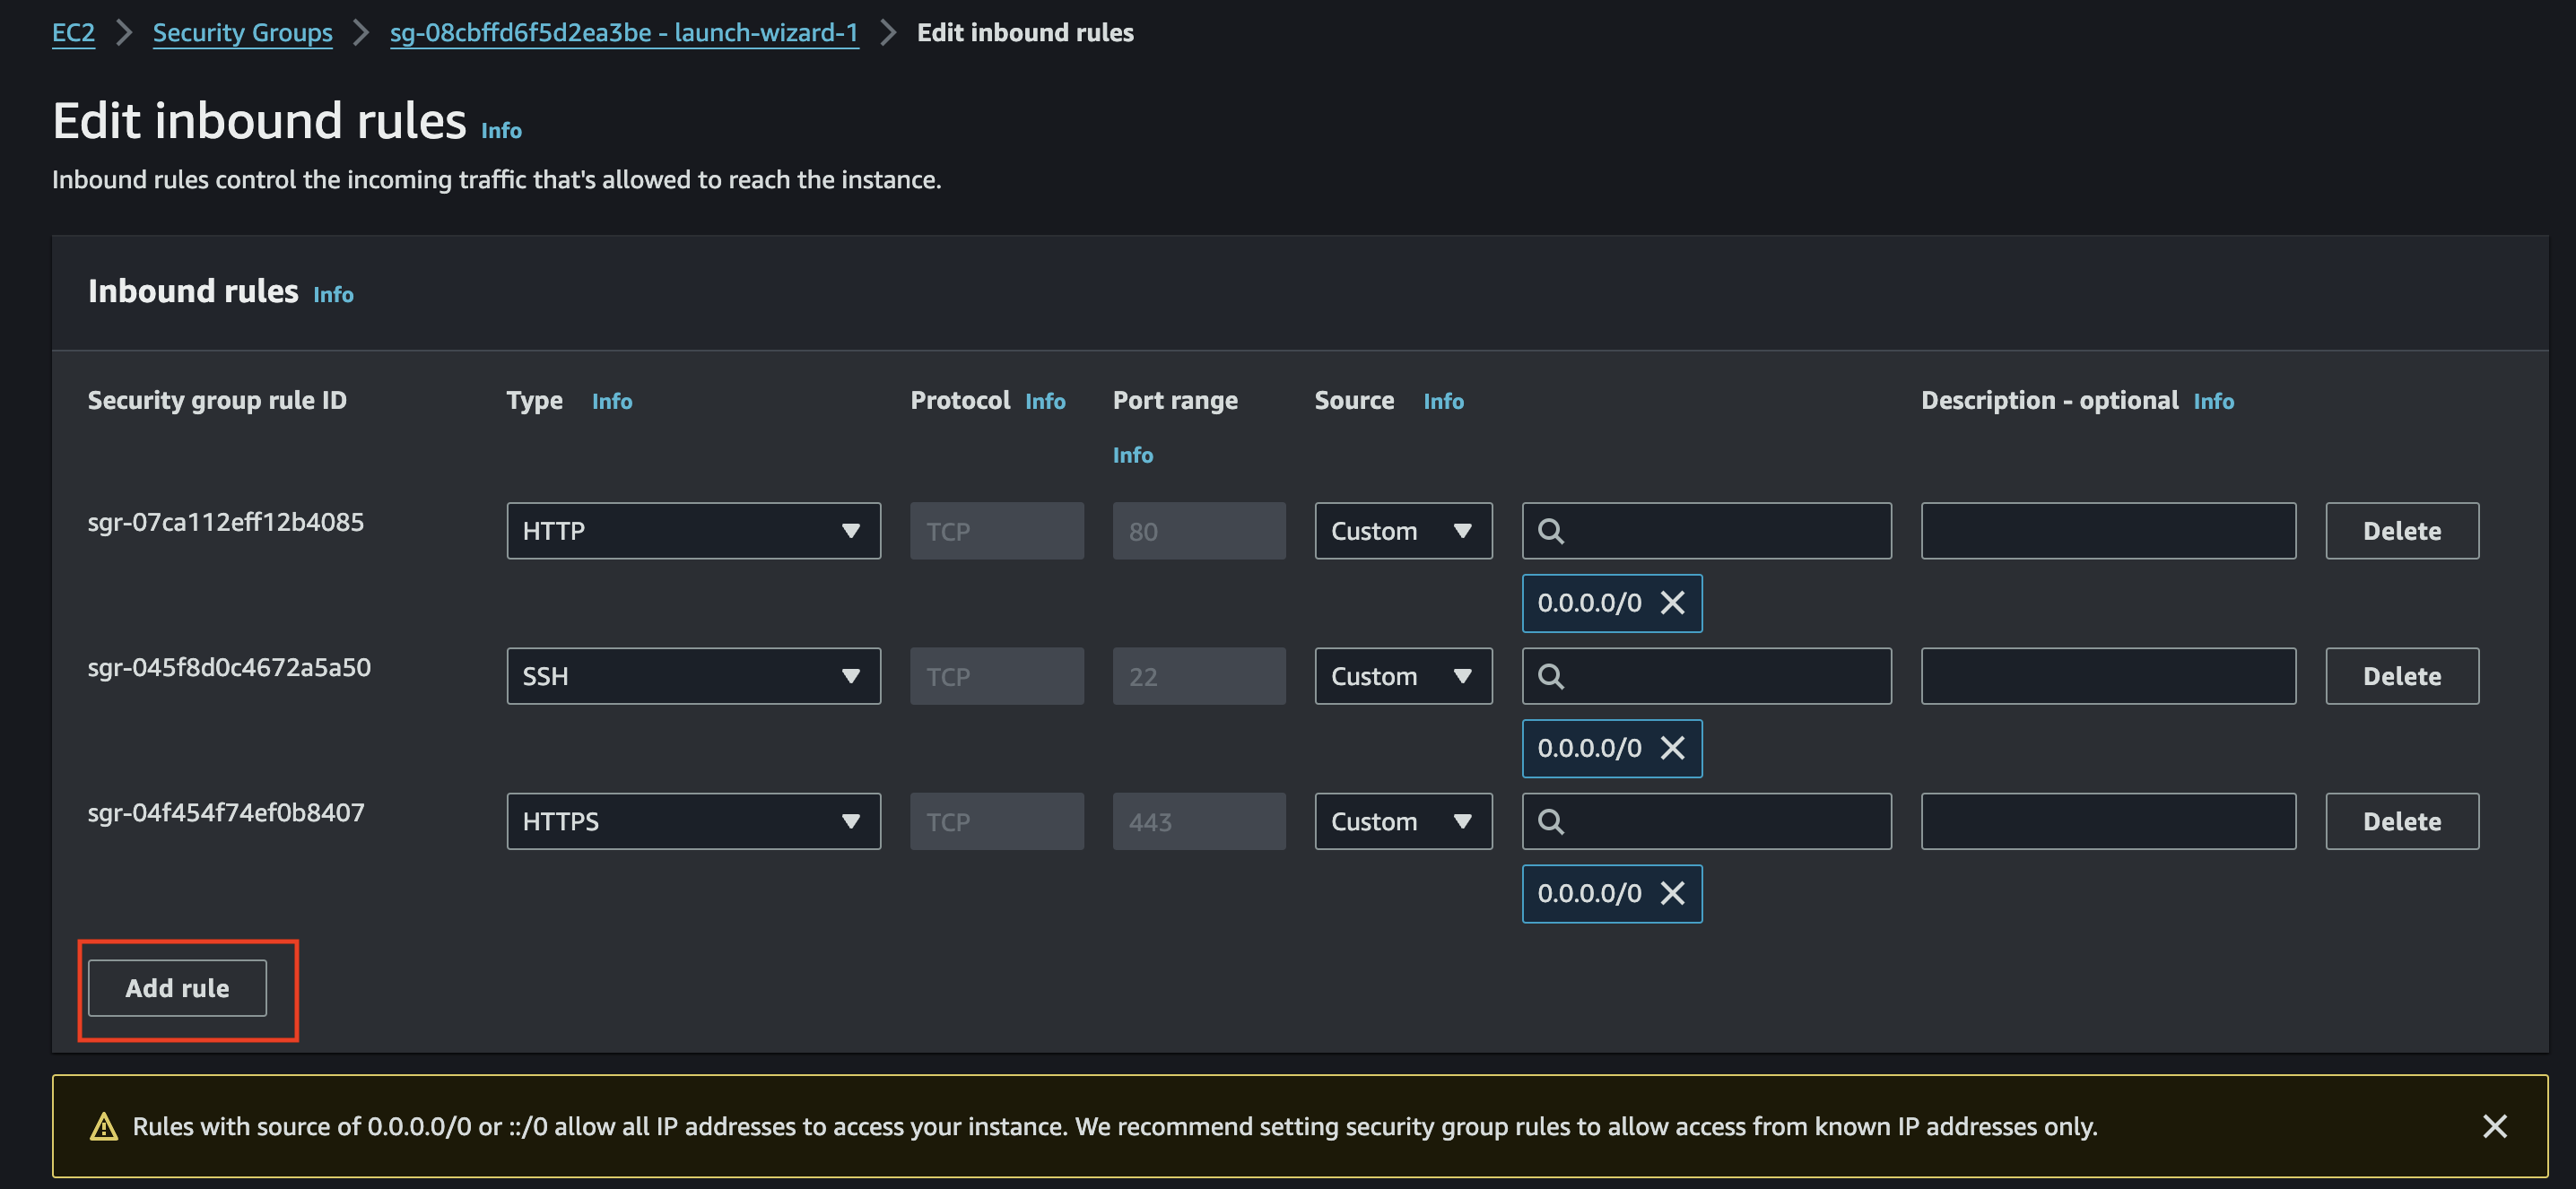 EC2 > Security Groups > sg-08cbffd6f5d2ea3be - launch-wizard-1 > Edit inbound rules
Edit inbound rules Info
Inbound rules control the incoming traffic that's allowed to reach the instance.
Inbound rules Info
Security group rule ID Type Info Protocol Info Port range Info Source Info Description - optional Info
sgr-07ca112eff12b4085 HTTP TCP 80 Custom Delete
0.0.0.0/0
sgr-045f8d0c4672a5a50 SSH TCP 22 Custom Delete
0.0.0.0/0
sgr-04f454f74ef0b8407 HTTPS TCP 443 Custom Delete
0.0.0.0/0
Add rule
Rules with source of 0.0.0.0/0 or ::/0 allow all IP addresses to access your instance. We recommend setting security group rules to allow access from known IP addresses only.